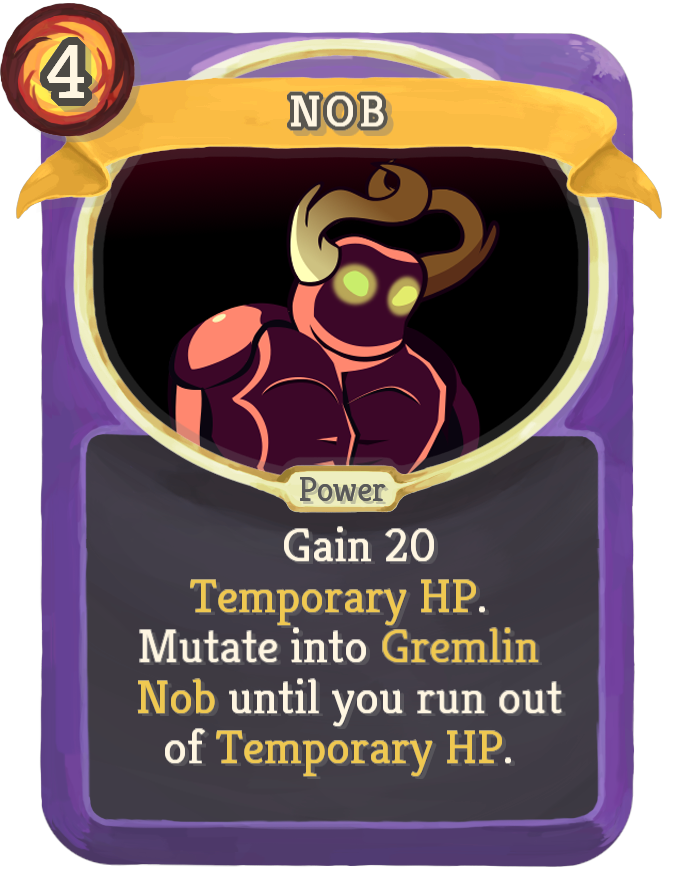 4
NOB
Power
Gain 20
Temporary HP.
Mutate into Gremlin
Nob until you run out
of Temporary HP.